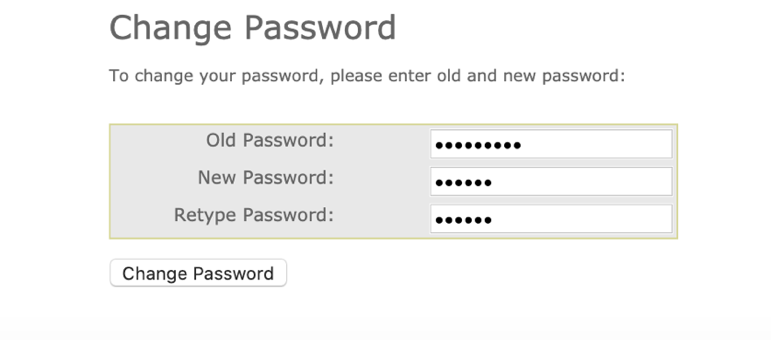 Change Password
To change your password, please enter old and new password:
Old Password: •••••••••
New Password: ••••••
Retype Password: ••••••
Change Password